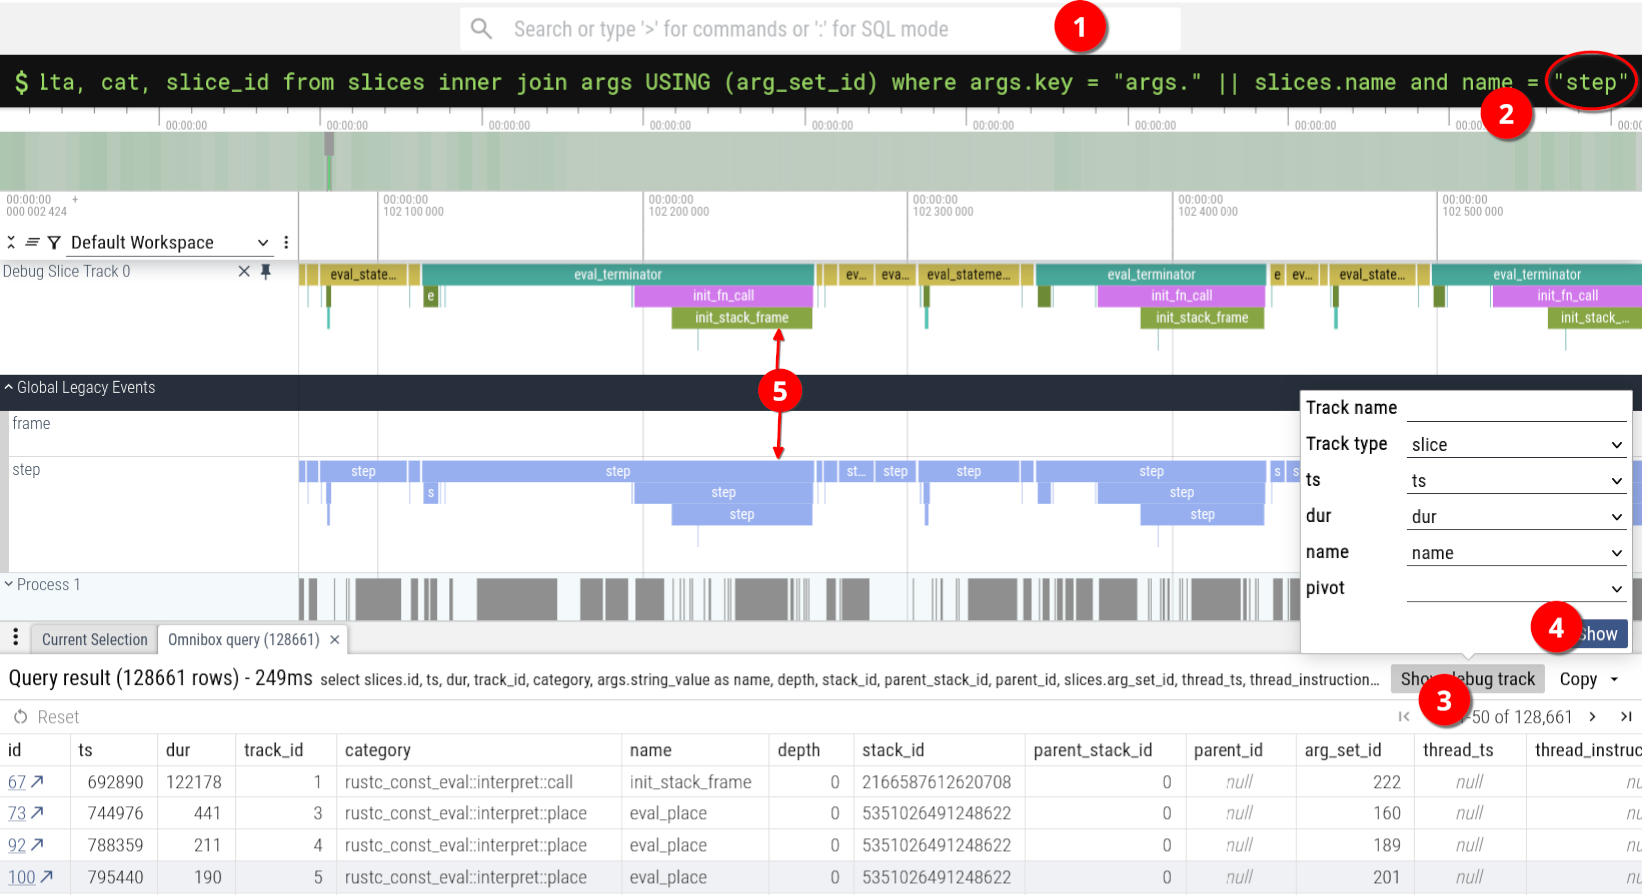 Search or type '>' for commands or ':' for SQL mode
1
$ lta, cat, slice_id from slices inner join args USING (arg_set_id) where args.key = "args." || slices.name and name = "step"
2
00:00:00 00:00:00 00:00:00 00:00:00 00:00:00 00:00:00 00:00:00 00:00:00
00:00:00 + 00:00:00 00:00:00 00:00:00 00:00:00 00:00:00
000 002 424 102 100 000 102 200 000 102 300 000 102 400 000 102 500 000
Default Workspace
Debug Slice Track 0 eval_state... eval_terminator ev... eva... eval_stateme... eval_terminator e ev... eval_state... eval_terminator
e init_fn_call init_fn_call init_fn_call
init_stack_frame init_stack_frame init_stack_...
5
Global Legacy Events
frame
step step step st... step step step s s
s step step
step step
Process 1
Track name
Track type slice
ts ts
dur dur
name name
pivot
4 Show
Current Selection Omnibox query (128661)
Query result (128661 rows) - 249ms select slices.id, ts, dur, track_id, category, args.string_value as name, depth, stack_id, parent_stack_id, parent_id, slices.arg_set_id, thread_ts, thread_instruction... debug track Copy
3
Reset -50 of 128,661
id ts dur track_id category name depth stack_id parent_stack_id parent_id arg_set_id thread_ts thread_instruc
67 692890 122178 1 rustc_const_eval::interpret::call init_stack_frame 0 2166587612620708 0 null 222 null
73 744976 441 3 rustc_const_eval::interpret::place eval_place 0 5351026491248622 0 null 160 null
92 788359 211 4 rustc_const_eval::interpret::place eval_place 0 5351026491248622 0 null 189 null
100 795440 190 5 rustc_const_eval::interpret::place eval_place 0 5351026491248622 0 null 201 null